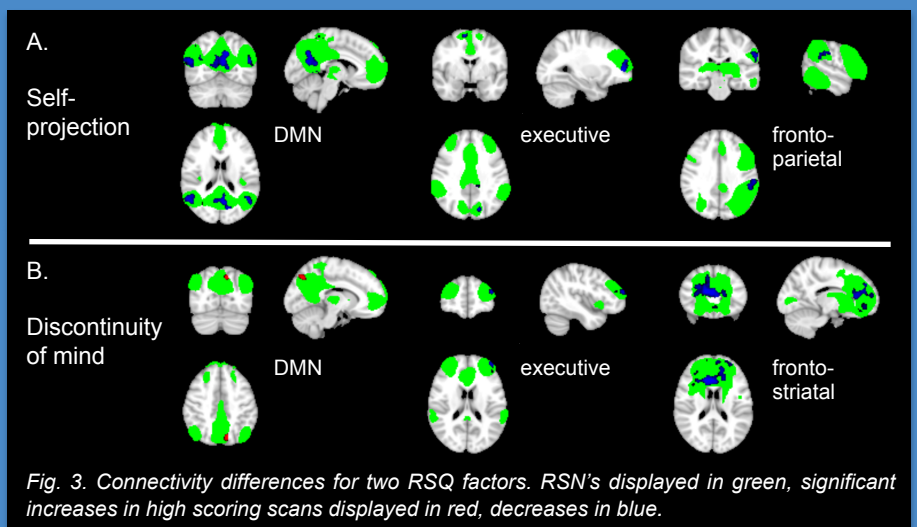 A.
Self-
projection
DMN
executive
fronto-
parietal
B.
Discontinuity
of mind
DMN
executive
fronto-
striatal
Fig. 3. Connectivity differences for two RSQ factors. RSN's displayed in green, significant
increases in high scoring scans displayed in red, decreases in blue.